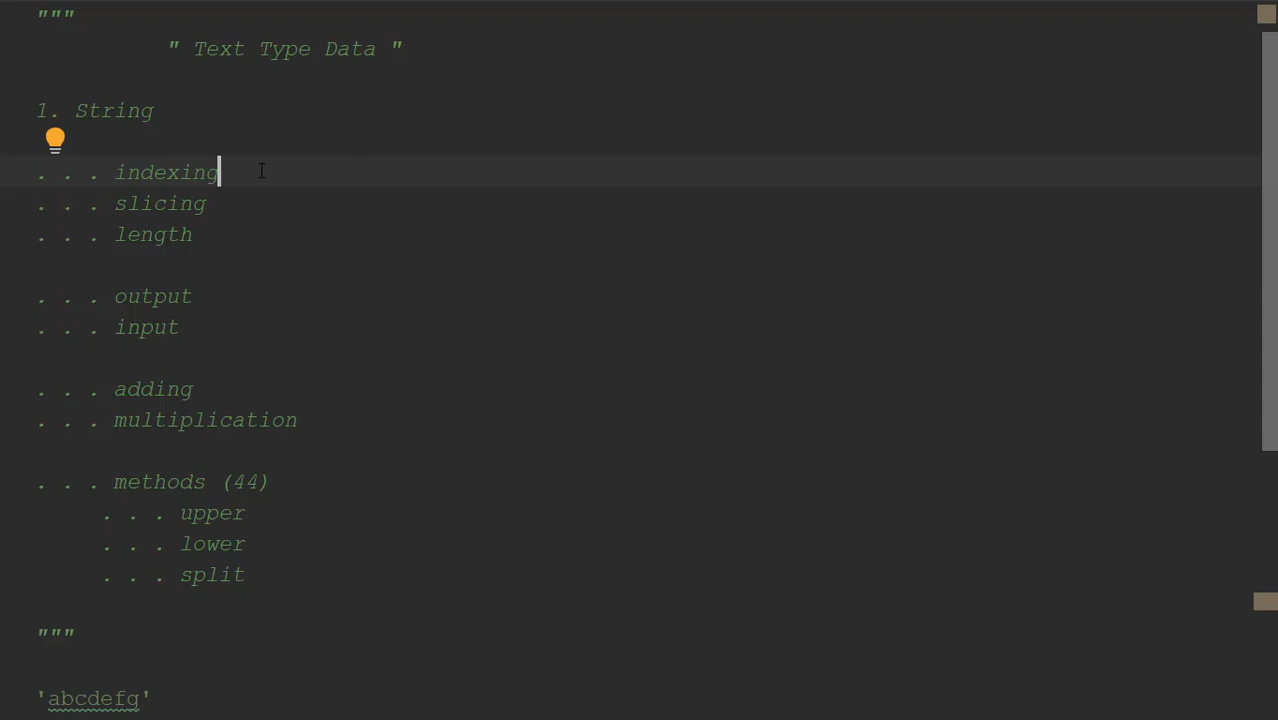 """
" Text Type Data "
1. String
. . . indexing
. . . slicing
. . . length
. . . output
. . . input
. . . adding
. . . multiplication
. . . methods (44)
. . . upper
. . . lower
. . . split
"""
'abcdefg'